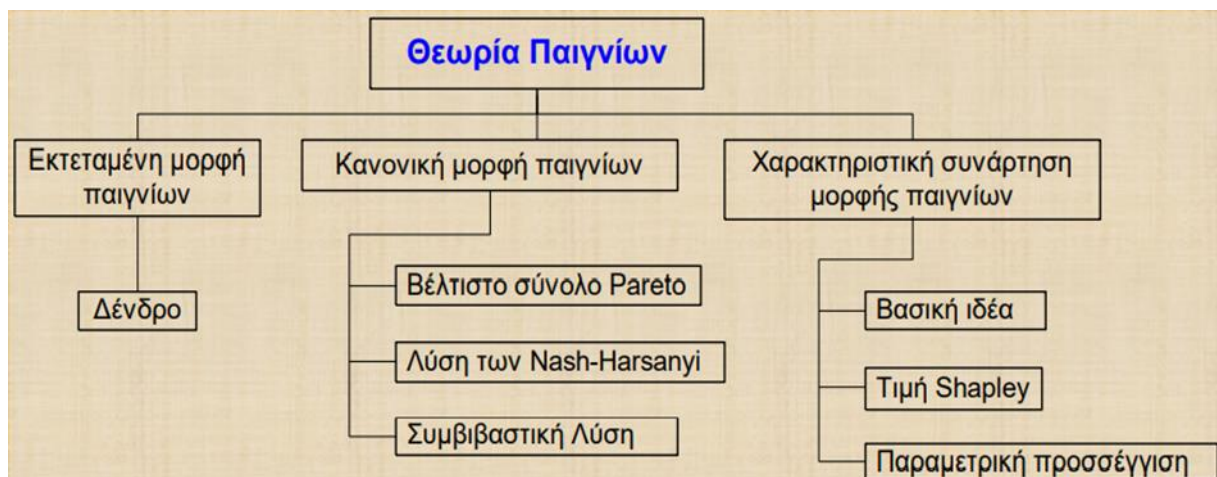 Θεωρία Παιγνίων
Εκτεταμένη μορφή
παιγνίων
Κανονική μορφή παιγνίων
Χαρακτηριστική συνάρτηση
μορφής παιγνίων
Δένδρο
Βέλτιστο σύνολο Pareto
Λύση των Nash-Harsanyi
Συμβιβαστική Λύση
Βασική ιδέα
Τιμή Shapley
Παραμετρική προσσέγγιση